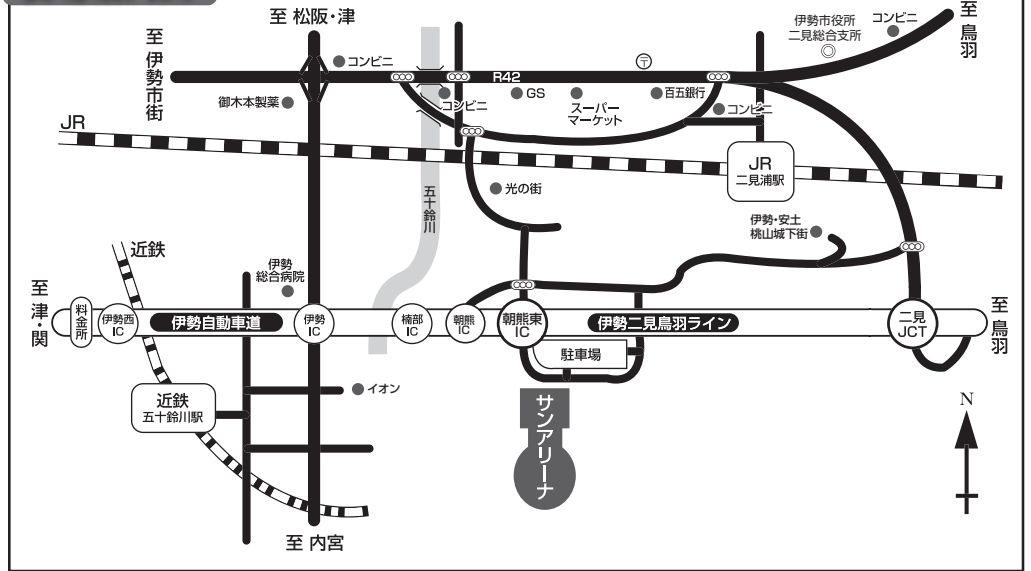 至 松阪・津
至 伊勢市街
コンビニ
御木本製薬
R42
〒
伊勢市役所
二見総合支所
コンビニ
至 鳥羽
コンビニ
GS
スーパー
マーケット
百五銀行
コンビニ
JR
JR
二見浦駅
五十鈴川
光の街
伊勢・安土
桃山城下街
近鉄
伊勢
総合病院
至 津・関
料金所
伊勢西
IC
伊勢自動車道
伊勢
IC
楠部
IC
朝熊
IC
朝熊東
IC
伊勢二見鳥羽ライン
二見
JCT
至 鳥羽
駐車場
近鉄
五十鈴川駅
イオン
サンアリーナ
N
至 内宮